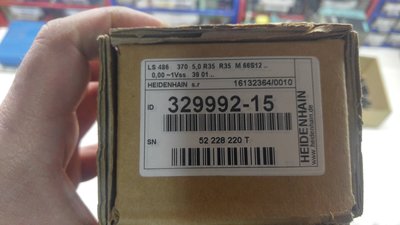 LS 486 370 5,0 R35 R35 M 66S12 ..
0,00 ~1Vss 39 01 ..
HEIDENHAIN s.r 16132364/0010
ID 329992-15
SN 52 228 220 T
HEIDENHAIN
www.heidenhain.de